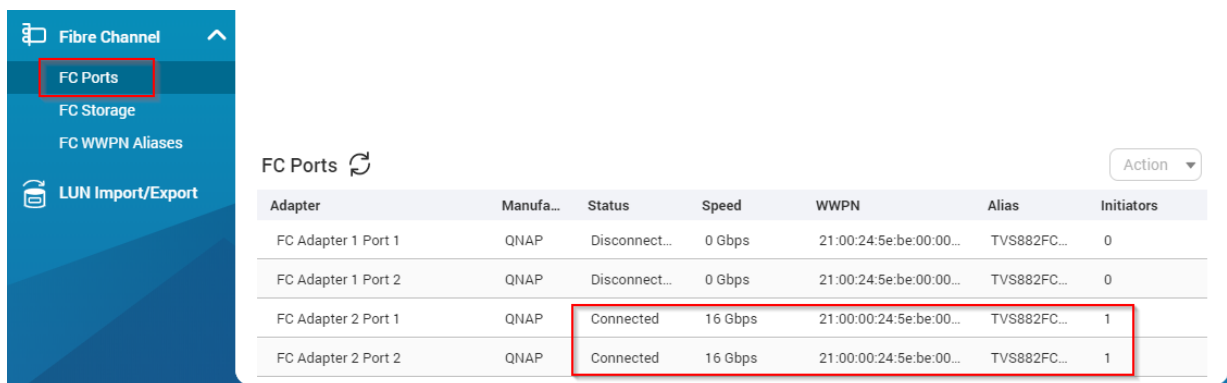 Fibre Channel
FC Ports
FC Storage
FC WWPN Aliases
LUN Import/Export
FC Ports
Action
Adapter Manufa... Status Speed WWPN Alias Initiators
FC Adapter 1 Port 1 QNAP Disconnect... 0 Gbps 21:00:24:5e:be:00:00... TVS882FC... 0
FC Adapter 1 Port 2 QNAP Disconnect... 0 Gbps 21:00:24:5e:be:00:00... TVS882FC... 0
FC Adapter 2 Port 1 QNAP Connected 16 Gbps 21:00:00:24:5e:be:00... TVS882FC... 1
FC Adapter 2 Port 2 QNAP Connected 16 Gbps 21:00:00:24:5e:be:00... TVS882FC... 1